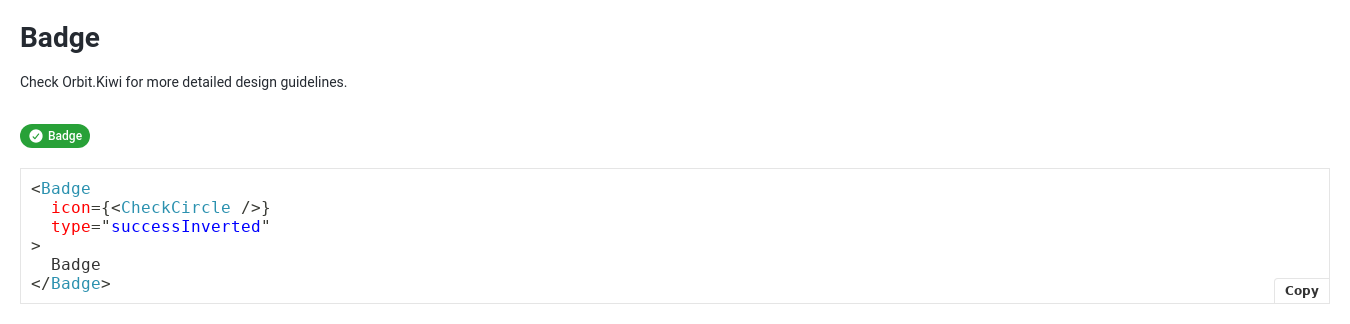 Badge
Check Orbit.Kiwi for more detailed design guidelines.
Badge
<Badge
  icon={<CheckCircle />}
  type="successInverted"
>
  Badge
</Badge>
Copy